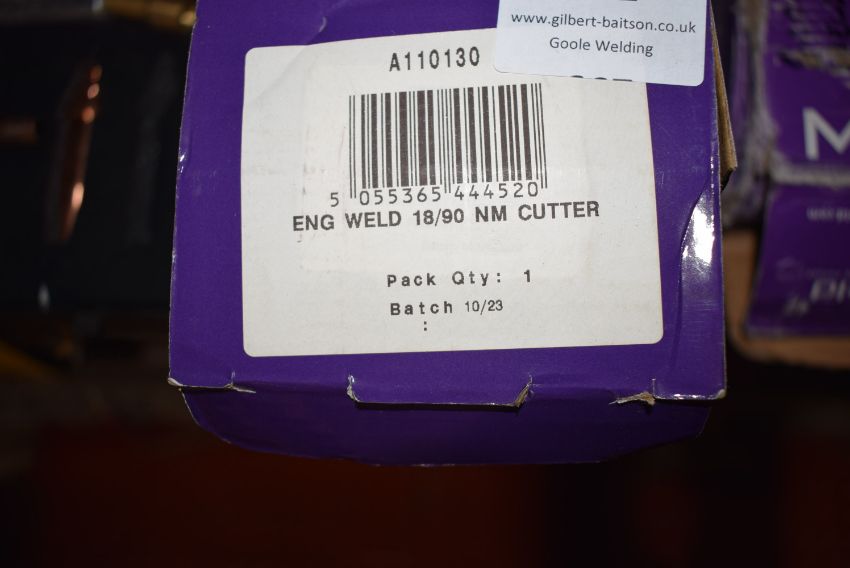 www.gilbert-baitson.co.uk
Goole Welding
A110130
5 055365 444520
ENG WELD 18/90 NM CUTTER
Pack Qty: 1
Batch 10/23
:
M